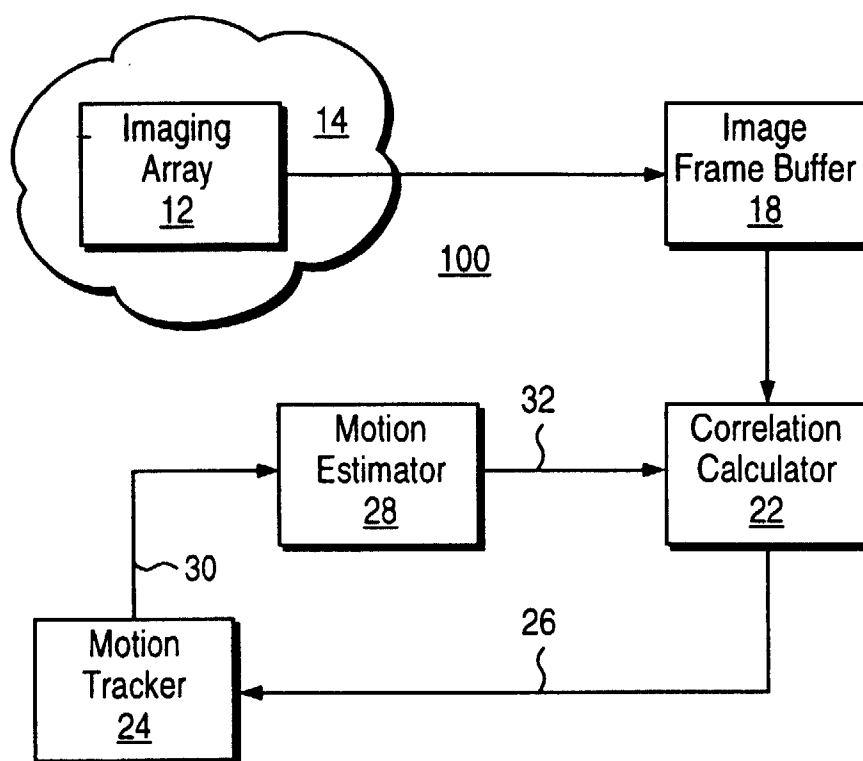 Imaging
Array
12
14
Image
Frame Buffer
18
100
Motion
Estimator
28
32
Correlation
Calculator
22
30
26
Motion
Tracker
24